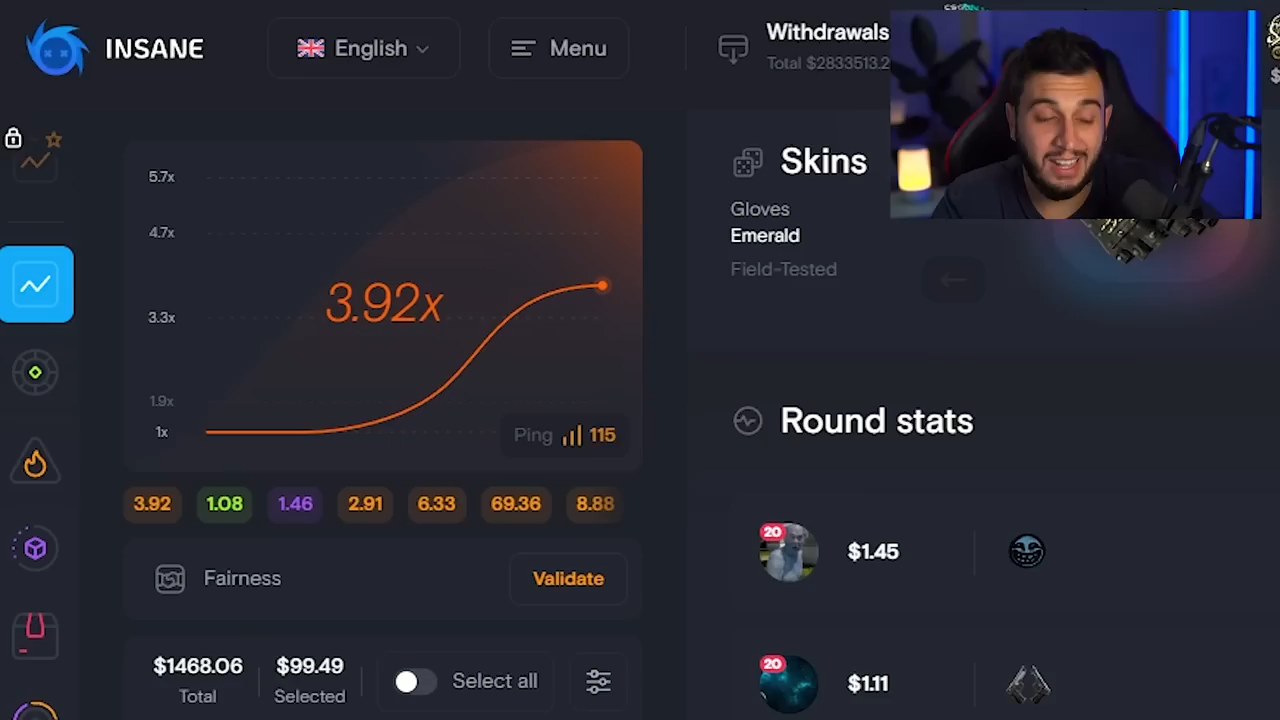 INSANE
English
Menu
Withdrawals
Total $2833513.2
5.7x
4.7x
3.3x
1.9x
1x
3.92x
Ping 115
3.92 1.08 1.46 2.91 6.33 69.36 8.88
Fairness
Validate
$1468.06
Total
$99.49
Selected
Select all
Skins
Gloves
Emerald
Field-Tested
Round stats
20
$1.45
20
$1.11